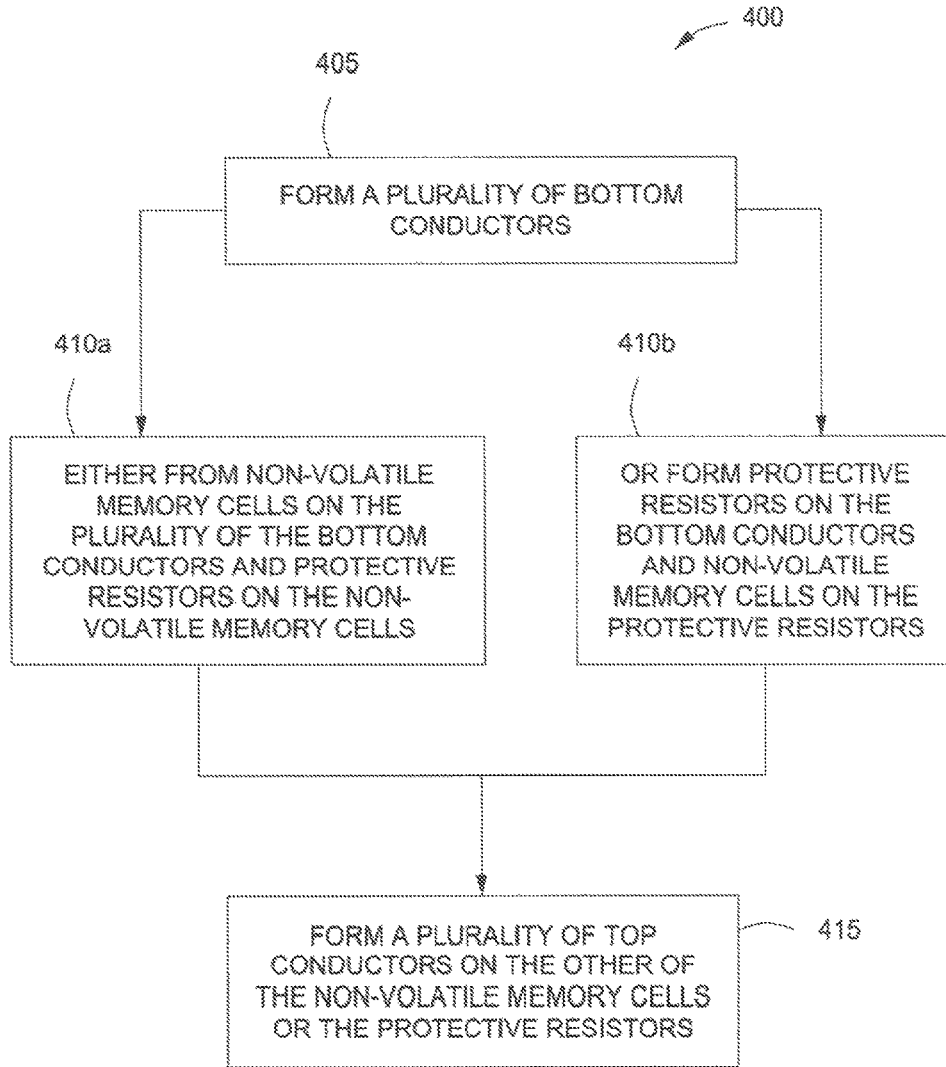 400
405
FORM A PLURALITY OF BOTTOM
CONDUCTORS
410a
EITHER FROM NON-VOLATILE
MEMORY CELLS ON THE
PLURALITY OF THE BOTTOM
CONDUCTORS AND PROTECTIVE
RESISTORS ON THE NON-
VOLATILE MEMORY CELLS
410b
OR FORM PROTECTIVE
RESISTORS ON THE
BOTTOM CONDUCTORS
AND NON-VOLATILE
MEMORY CELLS ON THE
PROTECTIVE RESISTORS
415
FORM A PLURALITY OF TOP
CONDUCTORS ON THE OTHER OF
THE NON-VOLATILE MEMORY CELLS
OR THE PROTECTIVE RESISTORS